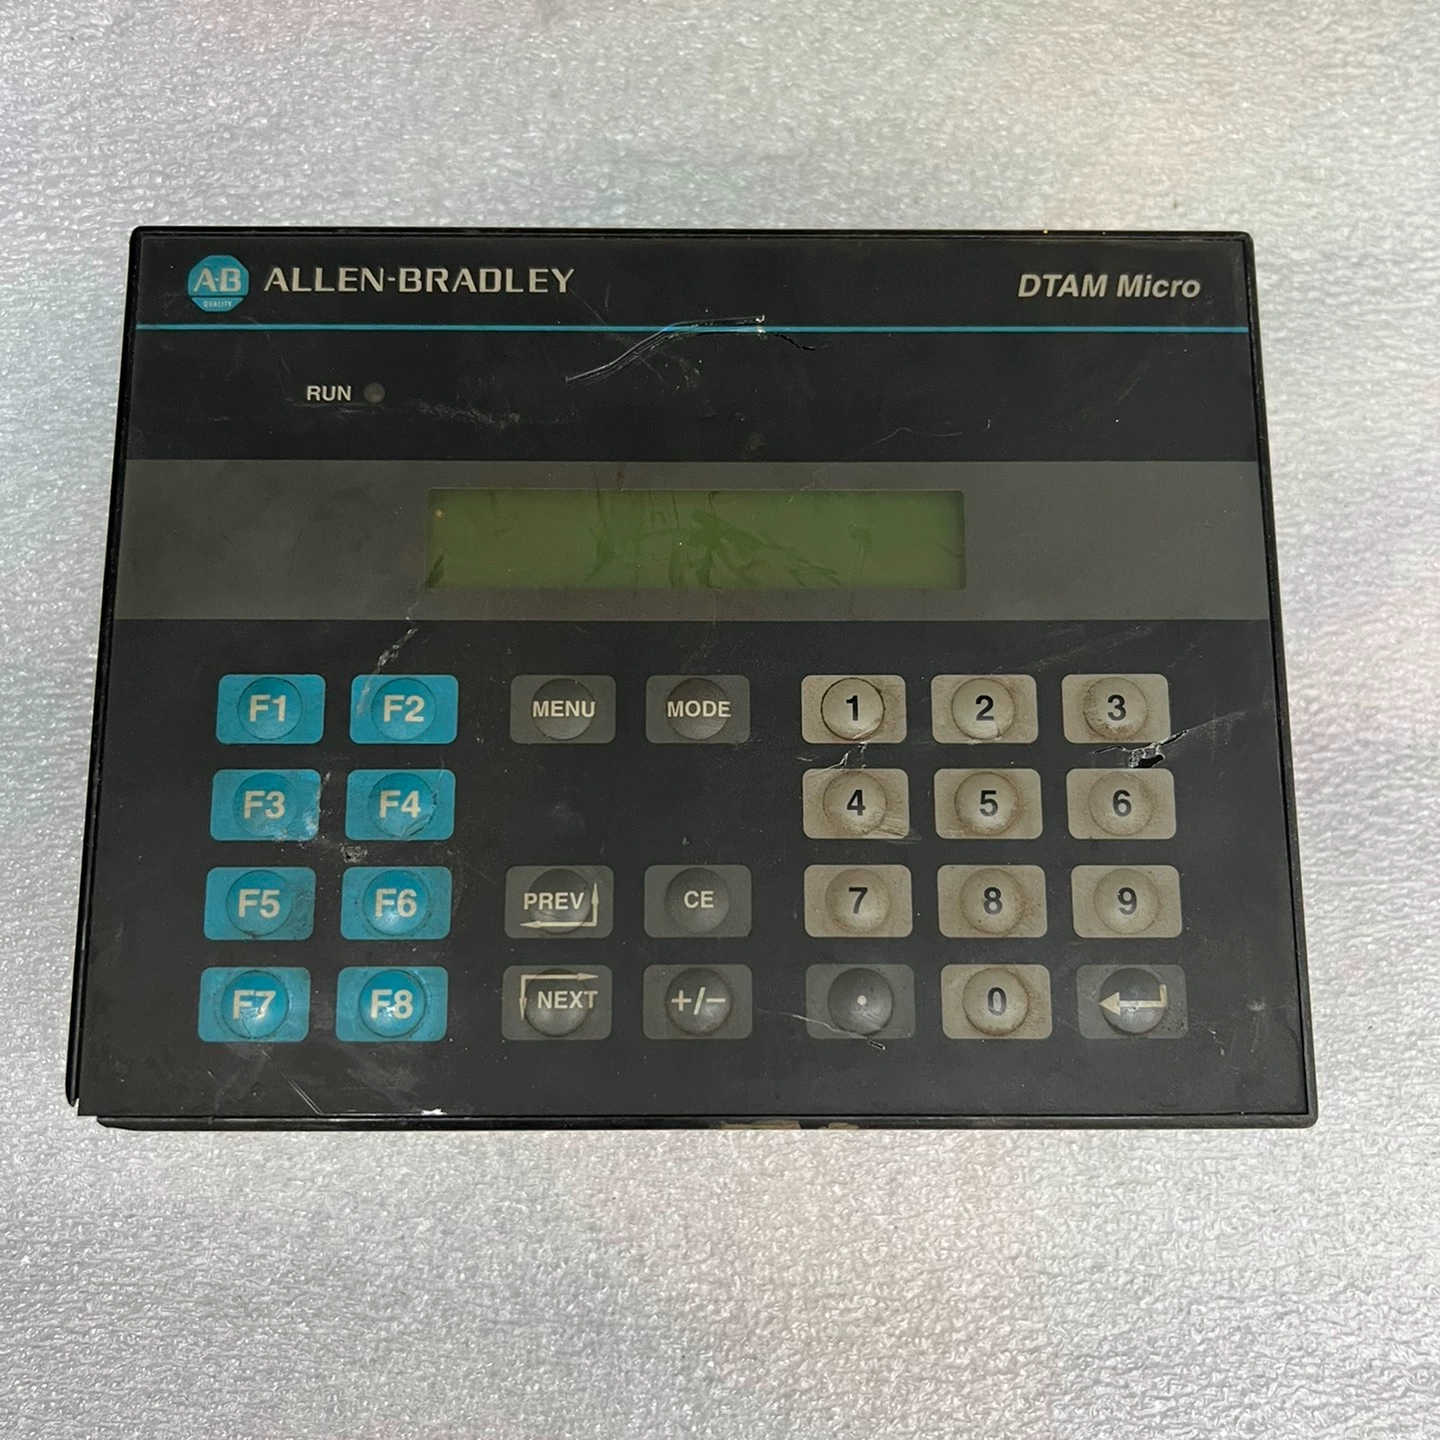 A-B ALLEN-BRADLEY DTAM Micro
QUALITY
RUN
F1 F2 MENU MODE 1 2 3
F3 F4 4 5 6
F5 F6 PREV CE 7 8 9
F7 F8 NEXT +/− . 0